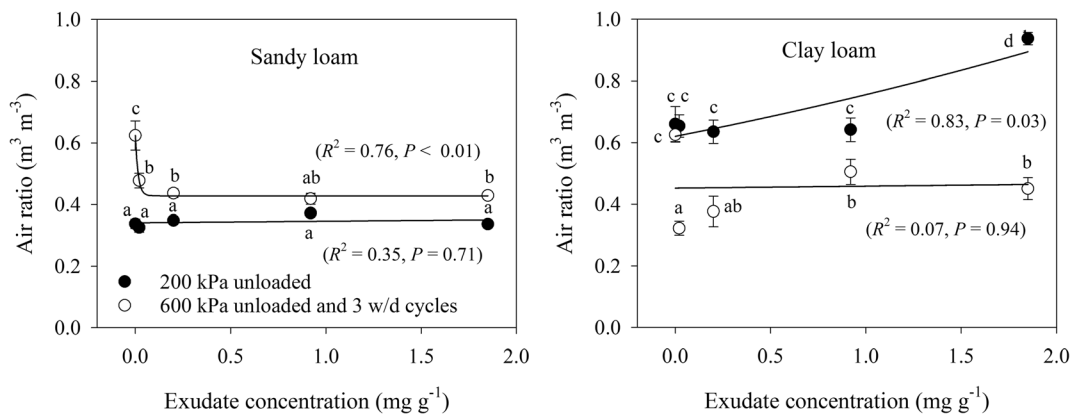 Sandy loam
Air ratio (m³ m⁻³)
1.0
0.8
0.6
0.4
0.2
0.0
c
b
b
ab
b
a
a
a
a
a
(R² = 0.76, P < 0.01)
(R² = 0.35, P = 0.71)
200 kPa unloaded
600 kPa unloaded and 3 w/d cycles
0.0 0.5 1.0 1.5 2.0
Exudate concentration (mg g⁻¹)
Clay loam
Air ratio (m³ m⁻³)
1.0
0.8
0.6
0.4
0.2
0.0
c c
c
c
c
d
a
ab
b
b
(R² = 0.83, P = 0.03)
(R² = 0.07, P = 0.94)
0.0 0.5 1.0 1.5 2.0
Exudate concentration (mg g⁻¹)